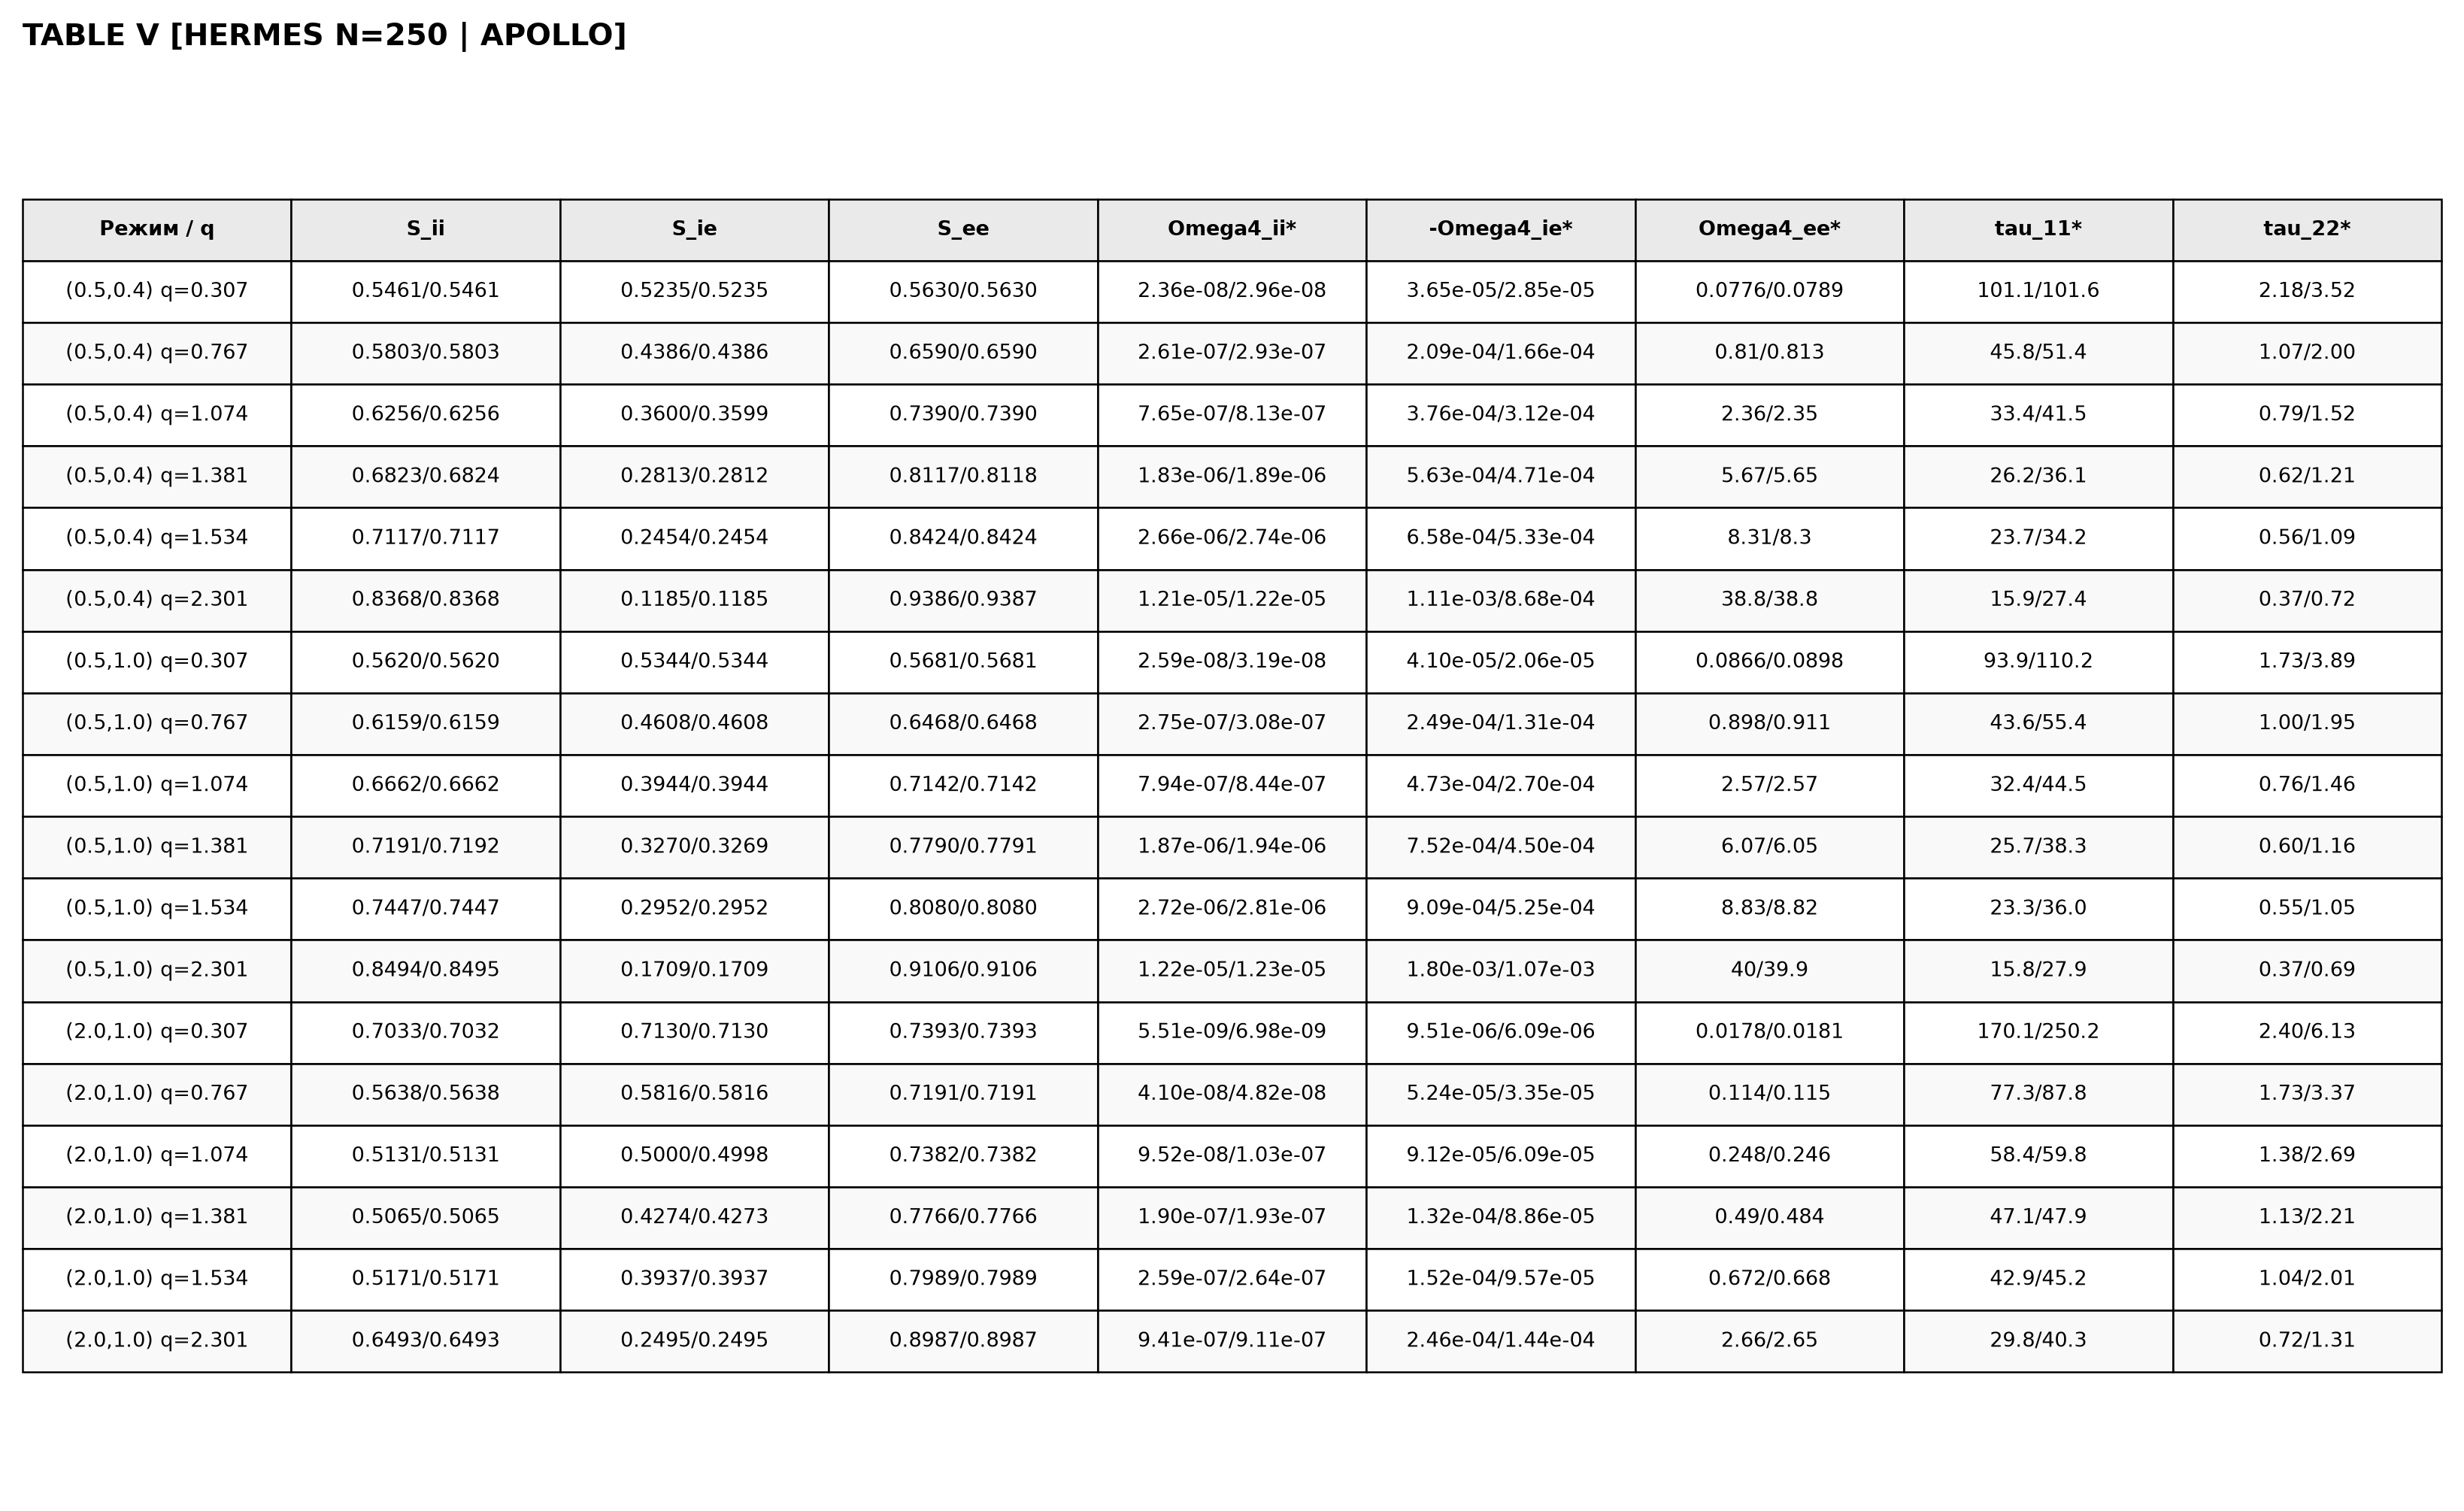 TABLE V [HERMES N=250 | APOLLO]
Режим / q S_ii S_ie S_ee Omega4_ii* -Omega4_ie* Omega4_ee* tau_11* tau_22*
(0.5,0.4) q=0.307 0.5461/0.5461 0.5235/0.5235 0.5630/0.5630 2.36e-08/2.96e-08 3.65e-05/2.85e-05 0.0776/0.0789 101.1/101.6 2.18/3.52
(0.5,0.4) q=0.767 0.5803/0.5803 0.4386/0.4386 0.6590/0.6590 2.61e-07/2.93e-07 2.09e-04/1.66e-04 0.81/0.813 45.8/51.4 1.07/2.00
(0.5,0.4) q=1.074 0.6256/0.6256 0.3600/0.3599 0.7390/0.7390 7.65e-07/8.13e-07 3.76e-04/3.12e-04 2.36/2.35 33.4/41.5 0.79/1.52
(0.5,0.4) q=1.381 0.6823/0.6824 0.2813/0.2812 0.8117/0.8118 1.83e-06/1.89e-06 5.63e-04/4.71e-04 5.67/5.65 26.2/36.1 0.62/1.21
(0.5,0.4) q=1.534 0.7117/0.7117 0.2454/0.2454 0.8424/0.8424 2.66e-06/2.74e-06 6.58e-04/5.33e-04 8.31/8.3 23.7/34.2 0.56/1.09
(0.5,0.4) q=2.301 0.8368/0.8368 0.1185/0.1185 0.9386/0.9387 1.21e-05/1.22e-05 1.11e-03/8.68e-04 38.8/38.8 15.9/27.4 0.37/0.72
(0.5,1.0) q=0.307 0.5620/0.5620 0.5344/0.5344 0.5681/0.5681 2.59e-08/3.19e-08 4.10e-05/2.06e-05 0.0866/0.0898 93.9/110.2 1.73/3.89
(0.5,1.0) q=0.767 0.6159/0.6159 0.4608/0.4608 0.6468/0.6468 2.75e-07/3.08e-07 2.49e-04/1.31e-04 0.898/0.911 43.6/55.4 1.00/1.95
(0.5,1.0) q=1.074 0.6662/0.6662 0.3944/0.3944 0.7142/0.7142 7.94e-07/8.44e-07 4.73e-04/2.70e-04 2.57/2.57 32.4/44.5 0.76/1.46
(0.5,1.0) q=1.381 0.7191/0.7192 0.3270/0.3269 0.7790/0.7791 1.87e-06/1.94e-06 7.52e-04/4.50e-04 6.07/6.05 25.7/38.3 0.60/1.16
(0.5,1.0) q=1.534 0.7447/0.7447 0.2952/0.2952 0.8080/0.8080 2.72e-06/2.81e-06 9.09e-04/5.25e-04 8.83/8.82 23.3/36.0 0.55/1.05
(0.5,1.0) q=2.301 0.8494/0.8495 0.1709/0.1709 0.9106/0.9106 1.22e-05/1.23e-05 1.80e-03/1.07e-03 40/39.9 15.8/27.9 0.37/0.69
(2.0,1.0) q=0.307 0.7033/0.7032 0.7130/0.7130 0.7393/0.7393 5.51e-09/6.98e-09 9.51e-06/6.09e-06 0.0178/0.0181 170.1/250.2 2.40/6.13
(2.0,1.0) q=0.767 0.5638/0.5638 0.5816/0.5816 0.7191/0.7191 4.10e-08/4.82e-08 5.24e-05/3.35e-05 0.114/0.115 77.3/87.8 1.73/3.37
(2.0,1.0) q=1.074 0.5131/0.5131 0.5000/0.4998 0.7382/0.7382 9.52e-08/1.03e-07 9.12e-05/6.09e-05 0.248/0.246 58.4/59.8 1.38/2.69
(2.0,1.0) q=1.381 0.5065/0.5065 0.4274/0.4273 0.7766/0.7766 1.90e-07/1.93e-07 1.32e-04/8.86e-05 0.49/0.484 47.1/47.9 1.13/2.21
(2.0,1.0) q=1.534 0.5171/0.5171 0.3937/0.3937 0.7989/0.7989 2.59e-07/2.64e-07 1.52e-04/9.57e-05 0.672/0.668 42.9/45.2 1.04/2.01
(2.0,1.0) q=2.301 0.6493/0.6493 0.2495/0.2495 0.8987/0.8987 9.41e-07/9.11e-07 2.46e-04/1.44e-04 2.66/2.65 29.8/40.3 0.72/1.31